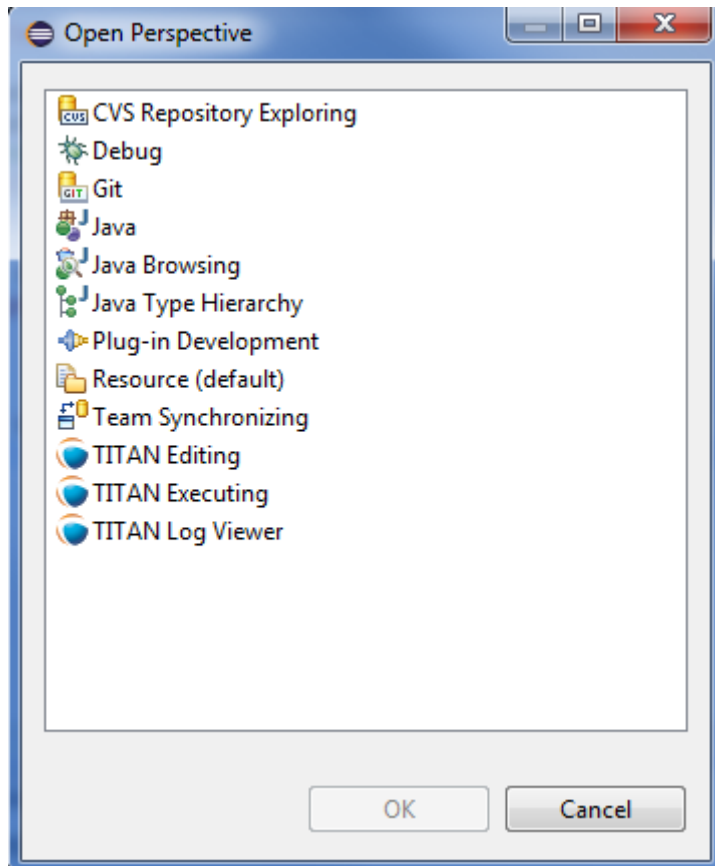 Open Perspective
CVS Repository Exploring
Debug
Git
Java
Java Browsing
Java Type Hierarchy
Plug-in Development
Resource (default)
Team Synchronizing
TITAN Editing
TITAN Executing
TITAN Log Viewer
OK
Cancel